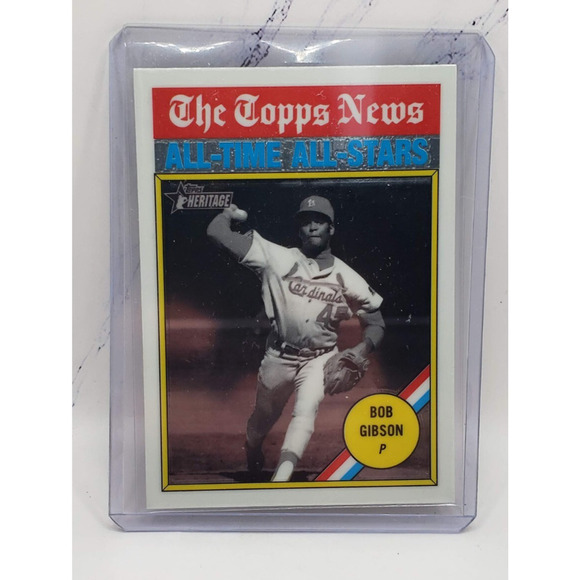 The Topps News
ALL-TIME ALL-STARS
Topps
HERITAGE
Cardinals
45
BOB
GIBSON
P